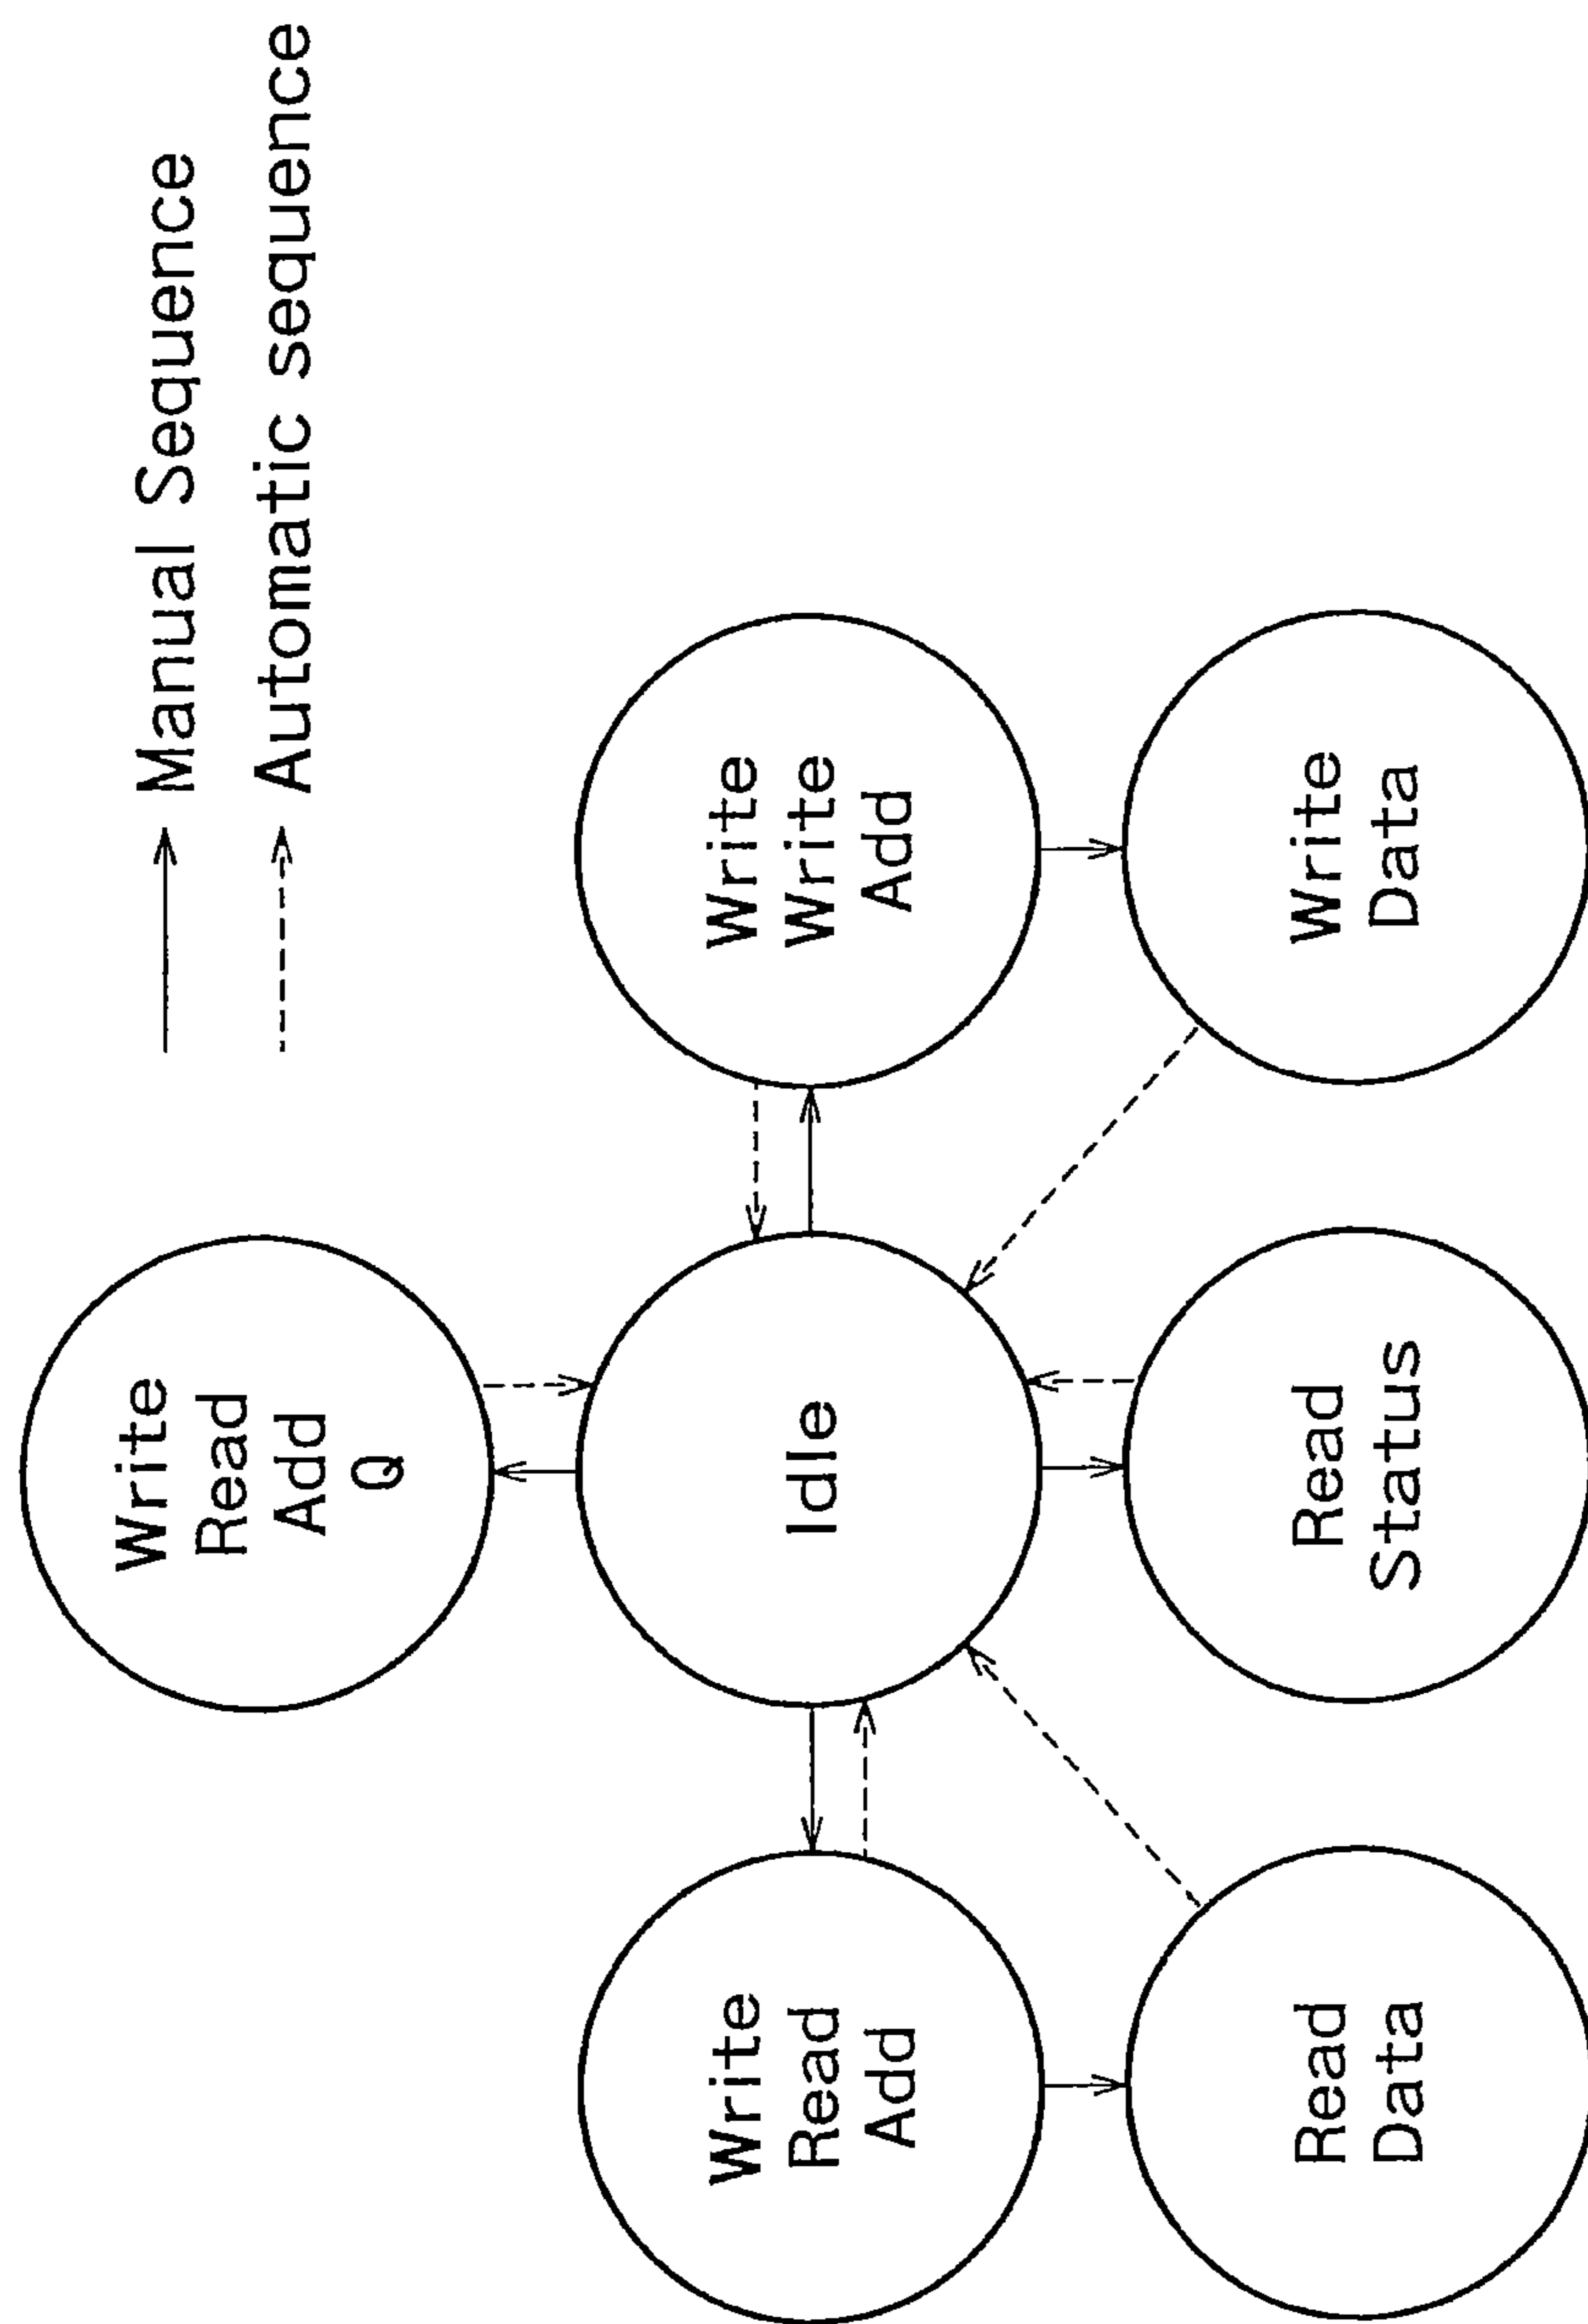 Manual Sequence
Automatic sequence
Write
Read
Add
Q
Write
Read
Add
Idle
Write
Write
Add
Read
Data
Read
Status
Write
Data